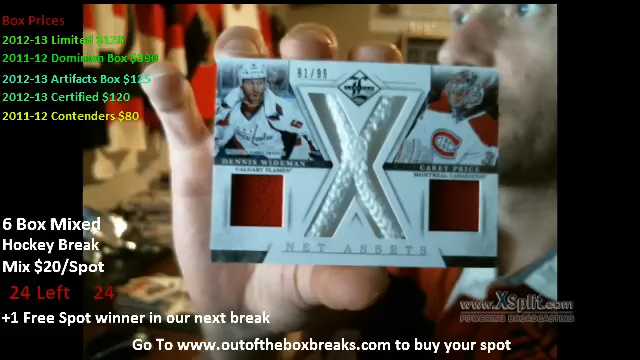 Box Prices
2012-13 Limited $120
2011-12 Dominion Box $890
2012-13 Artifacts Box $125
2012-13 Certified $120
2011-12 Contenders $80
91/99
DENNIS WIDEMAN
CALGARY FLAMES
CAREY PRICE
MONTREAL CANADIENS
NET ASSETS
6 Box Mixed
Hockey Break
Mix $20/Spot
24 Left 24
+1 Free Spot winner in our next break
www.XSplit.com
POWERING BROADCASTING
Go To www.outoftheboxbreaks.com to buy your spot